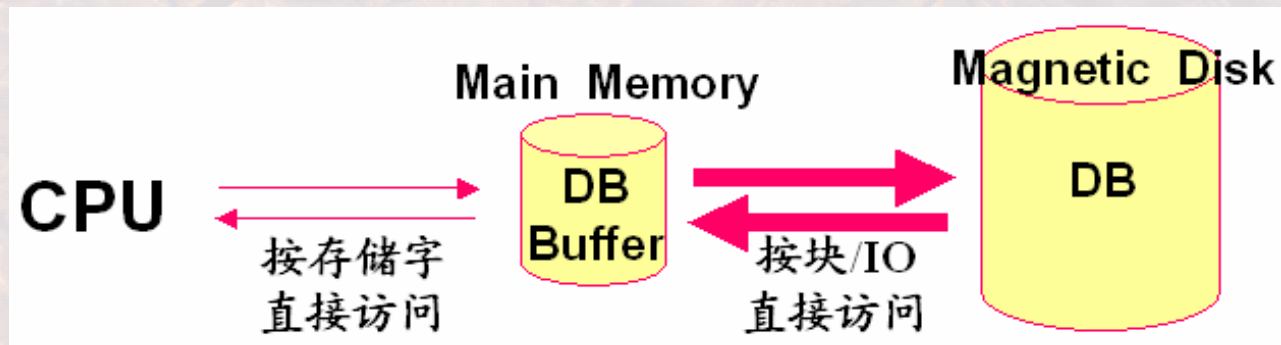 CPU
按存储字
直接访问
Main Memory
DB
Buffer
按块/IO
直接访问
Magnetic Disk
DB